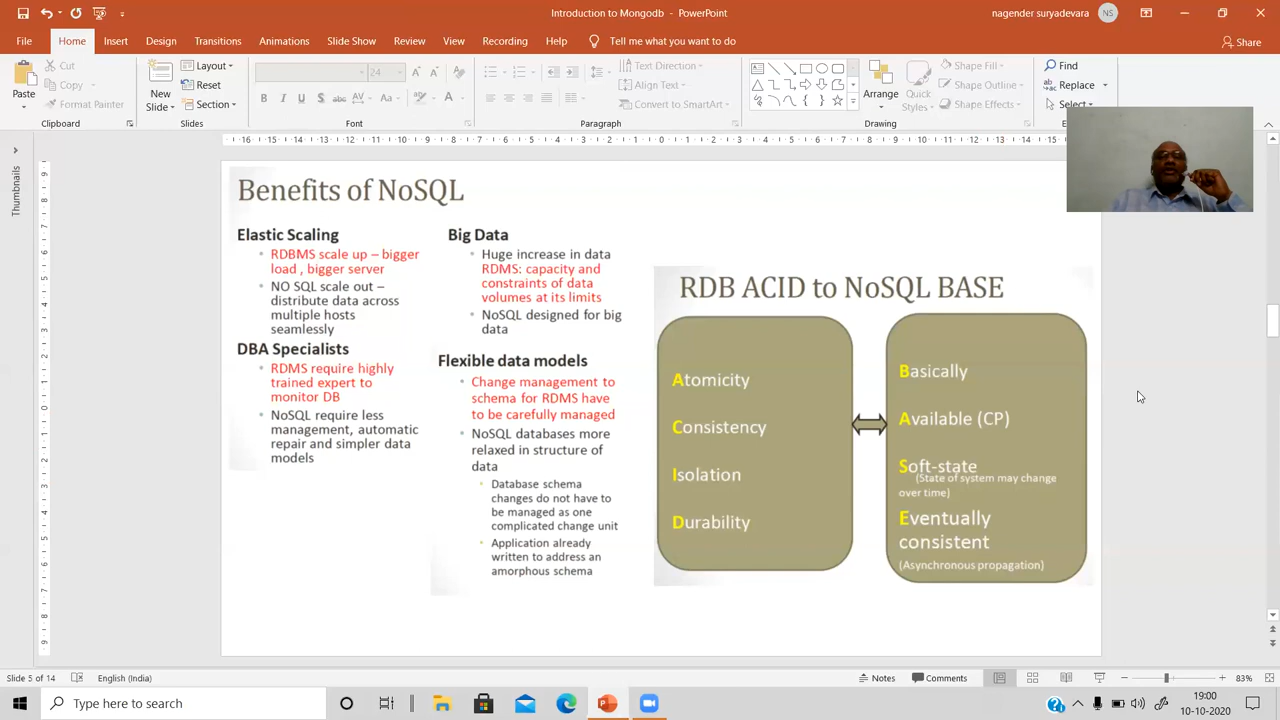 Introduction to Mongodb - PowerPoint
nagender suryadevara
NS
File
Home
Insert
Design
Transitions
Animations
Slide Show
Review
View
Recording
Help
Tell me what you want to do
Share
Paste
Cut
Copy
Format Painter
Clipboard
New
Slide
Layout
Reset
Section
Slides
24
Font
Text Direction
Align Text
Convert to SmartArt
Paragraph
Arrange
Quick
Styles
Shape Fill
Shape Outline
Shape Effects
Drawing
Find
Replace
Select
Thumbnails
Benefits of NoSQL
Elastic Scaling
RDBMS scale up – bigger
load , bigger server
NO SQL scale out –
distribute data across
multiple hosts
seamlessly
DBA Specialists
RDMS require highly
trained expert to
monitor DB
NoSQL require less
management, automatic
repair and simpler data
models
Big Data
Huge increase in data
RDMS: capacity and
constraints of data
volumes at its limits
NoSQL designed for big
data
Flexible data models
Change management to
schema for RDMS have
to be carefully managed
NoSQL databases more
relaxed in structure of
data
Database schema
changes do not have to
be managed as one
complicated change unit
Application already
written to address an
amorphous schema
RDB ACID to NoSQL BASE
Atomicity
Consistency
Isolation
Durability
Basically
Available (CP)
Soft-state
(State of system may change
over time)
Eventually
consistent
(Asynchronous propagation)
Slide 5 of 14
English (India)
Notes
Comments
83%
Type here to search
19:00
10-10-2020